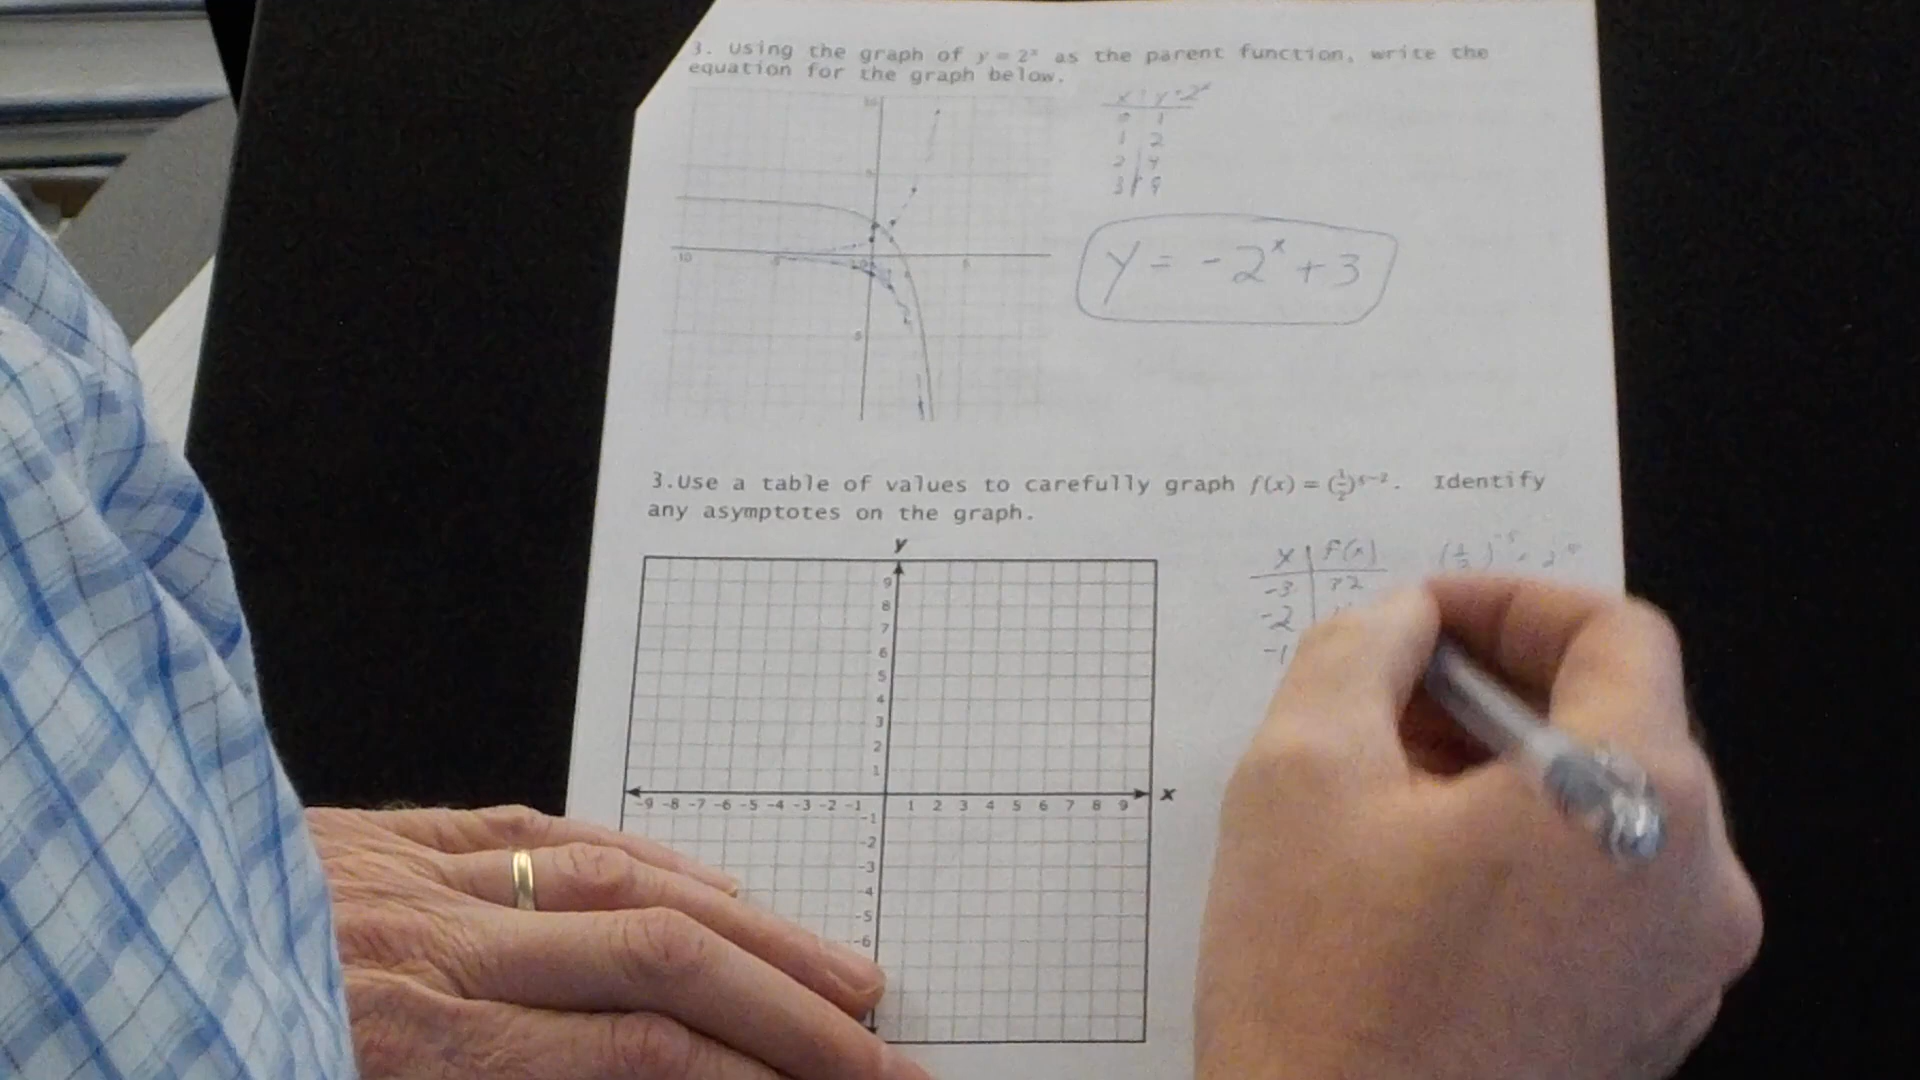 3. Using the graph of y = 2ˣ as the parent function, write the
equation for the graph below.
x y=2ˣ
0 1
1 2
2 4
3
10
5
-10 5
5
y = -2ˣ + 3
3.Use a table of values to carefully graph f(x) = (1/2)ˣ⁻². Identify
any asymptotes on the graph.
y
9
8
7
6
5
4
3
2
1
x
-9 -8 -7 -6 -5 -4 -3 -2 -1 1 2 3 4 5 6 7 8 9
-1
-2
-3
-4
-5
-6
x f(x)
-3 32
-2
-1